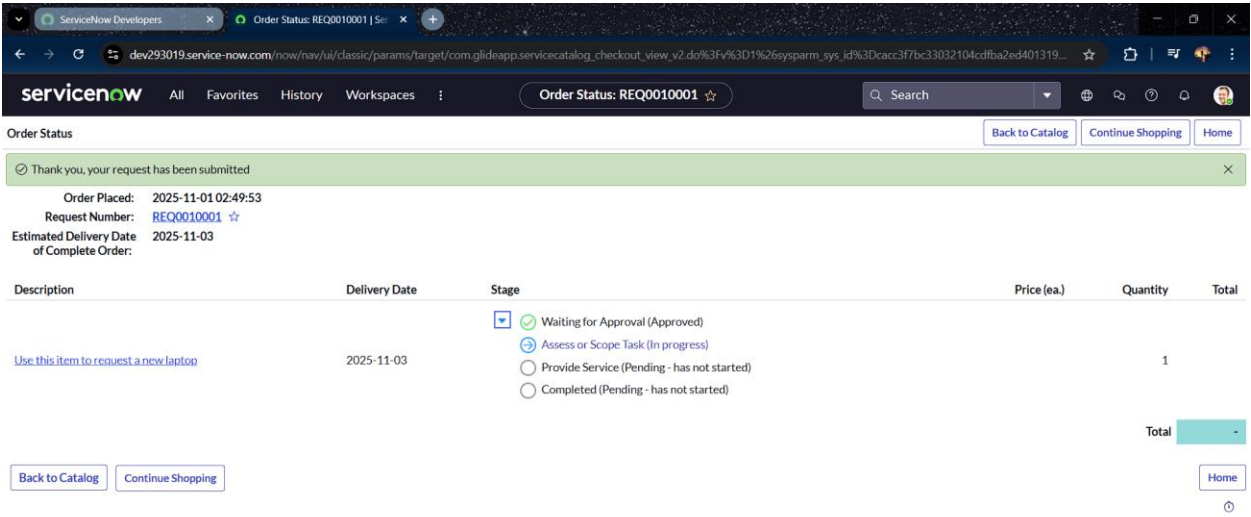 ServiceNow Developers
Order Status: REQ0010001 | Ser
dev293019.service-now.com/now/nav/ui/classic/params/target/com.glideapp.servicecatalog_checkout_view_v2.do%3Fv%3D1%26sysparm_sys_id%3Dcacc3f7bc33032104cdfba2ed401319...
servicenow All Favorites History Workspaces Order Status: REQ0010001 Search
Order Status Back to Catalog Continue Shopping Home
Thank you, your request has been submitted
Order Placed: 2025-11-01 02:49:53
Request Number: REQ0010001
Estimated Delivery Date 2025-11-03
of Complete Order:
Description Delivery Date Stage Price (ea.) Quantity Total
Waiting for Approval (Approved)
Assess or Scope Task (In progress)
Use this item to request a new laptop 2025-11-03 1
Provide Service (Pending - has not started)
Completed (Pending - has not started)
Total -
Back to Catalog Continue Shopping Home